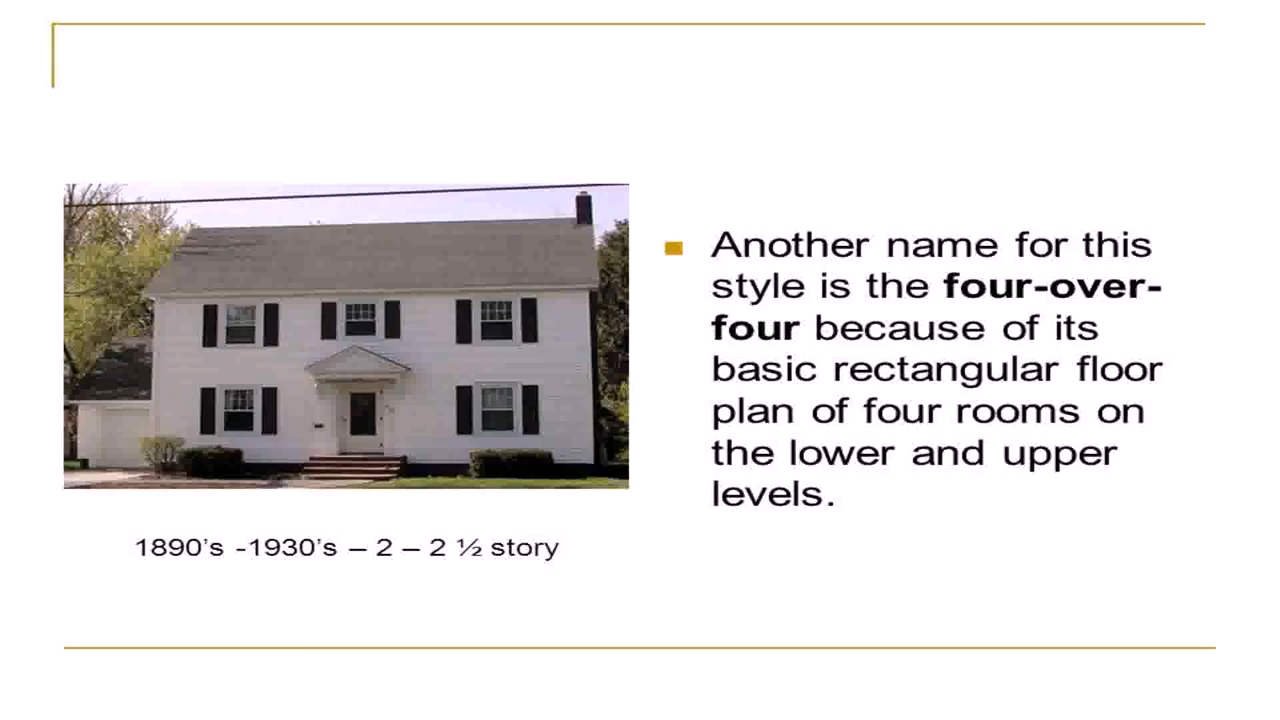 Another name for this
style is the four-over-
four because of its
basic rectangular floor
plan of four rooms on
the lower and upper
levels.
1890's -1930's – 2 – 2 ½ story